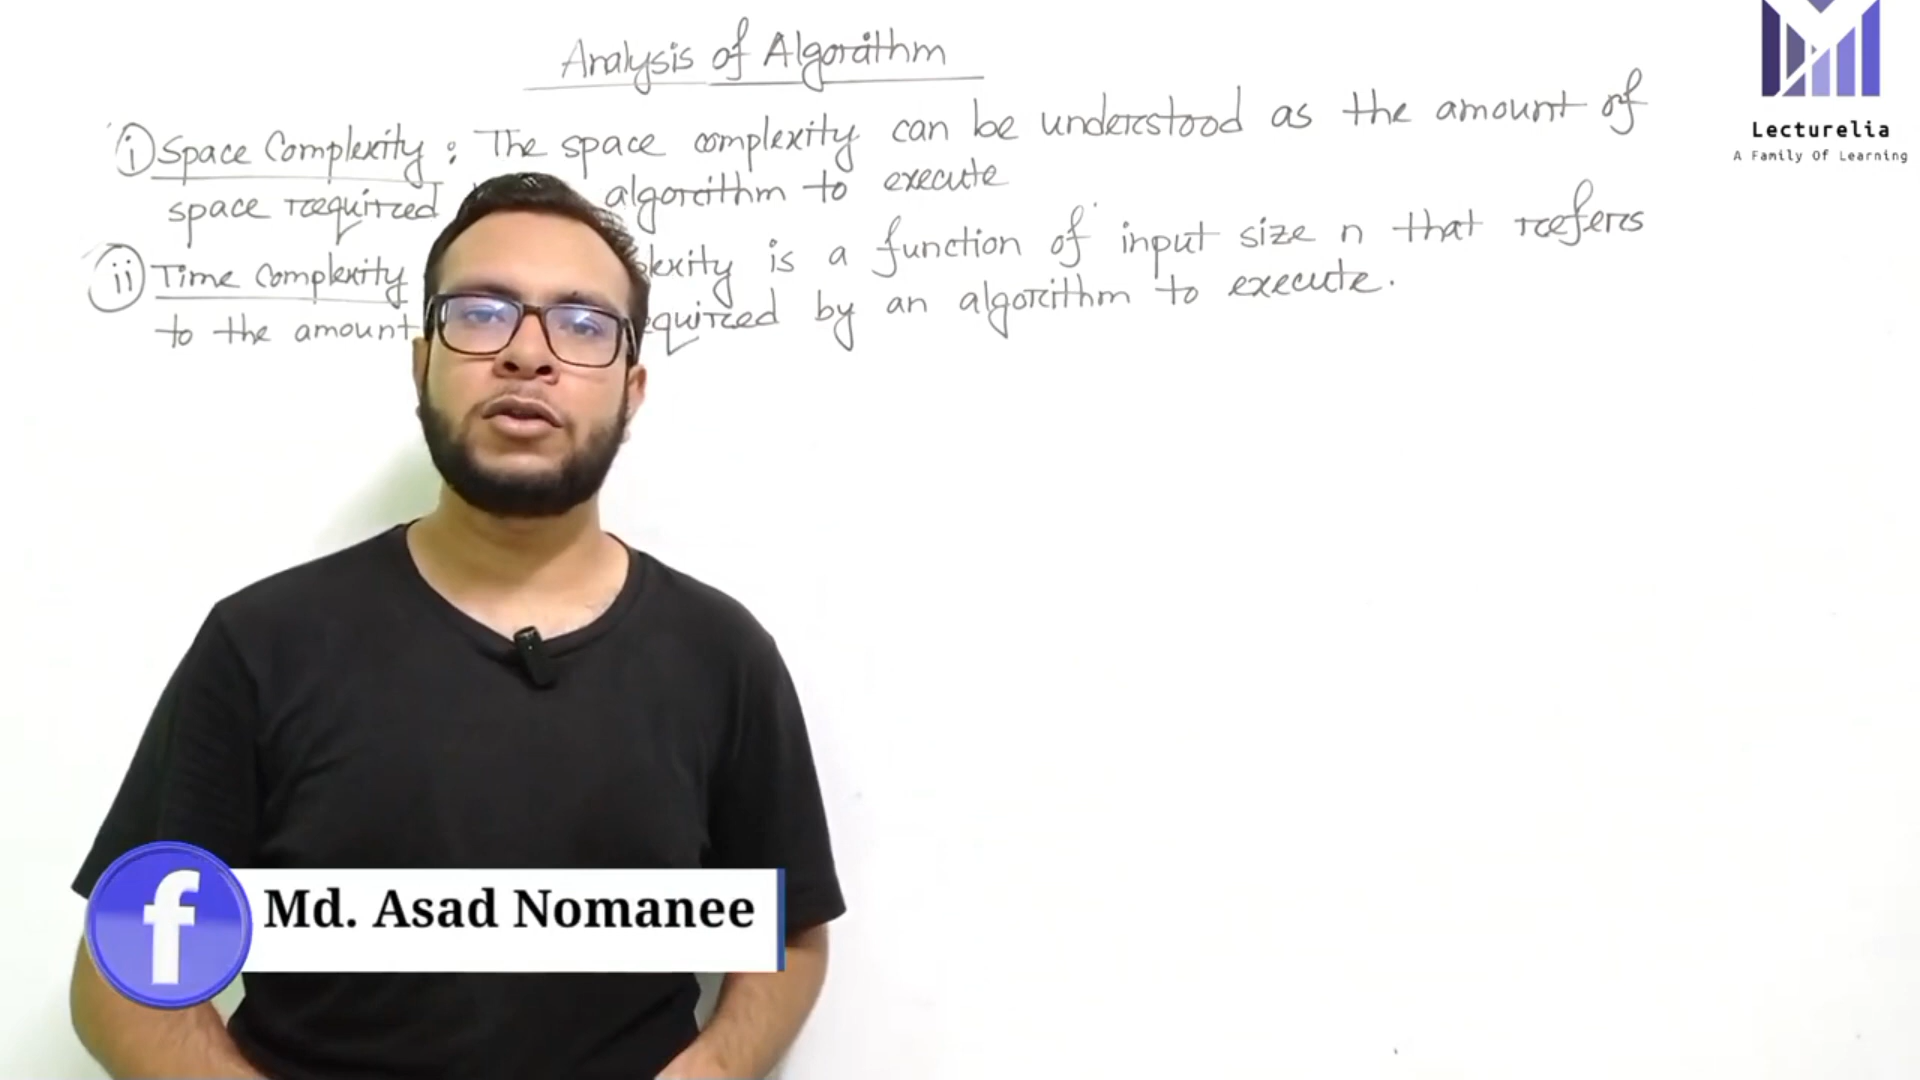 Analysis of Algorithm
i) Space Complexity : The space complexity can be understood as the amount of
space required algorithm to execute
ii) Time complexity is a function of input size n that refers
to the amount by an algorithm to execute.
Lecturelia
A Family Of Learning
f Md. Asad Nomanee